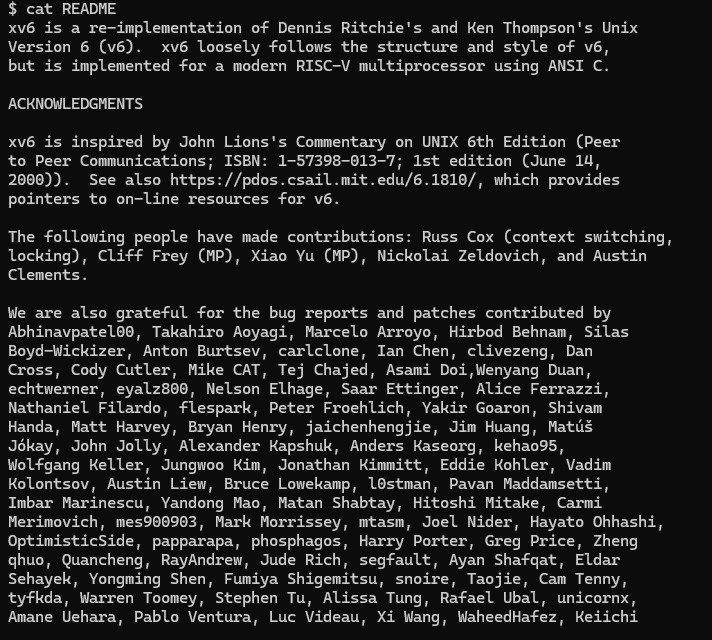 $ cat README
xv6 is a re-implementation of Dennis Ritchie's and Ken Thompson's Unix
Version 6 (v6).  xv6 loosely follows the structure and style of v6,
but is implemented for a modern RISC-V multiprocessor using ANSI C.

ACKNOWLEDGMENTS

xv6 is inspired by John Lions's Commentary on UNIX 6th Edition (Peer
to Peer Communications; ISBN: 1-57398-013-7; 1st edition (June 14,
2000)).  See also https://pdos.csail.mit.edu/6.1810/, which provides
pointers to on-line resources for v6.

The following people have made contributions: Russ Cox (context switching,
locking), Cliff Frey (MP), Xiao Yu (MP), Nickolai Zeldovich, and Austin
Clements.

We are also grateful for the bug reports and patches contributed by
Abhinavpatel00, Takahiro Aoyagi, Marcelo Arroyo, Hirbod Behnam, Silas
Boyd-Wickizer, Anton Burtsev, carlclone, Ian Chen, clivezeng, Dan
Cross, Cody Cutler, Mike CAT, Tej Chajed, Asami Doi,Wenyang Duan,
echtwerner, eyalz800, Nelson Elhage, Saar Ettinger, Alice Ferrazzi,
Nathaniel Filardo, flespark, Peter Froehlich, Yakir Goaron, Shivam
Handa, Matt Harvey, Bryan Henry, jaichenhengjie, Jim Huang, Matúš
Jókay, John Jolly, Alexander Kapshuk, Anders Kaseorg, kehao95,
Wolfgang Keller, Jungwoo Kim, Jonathan Kimmitt, Eddie Kohler, Vadim
Kolontsov, Austin Liew, Bruce Lowekamp, l0stman, Pavan Maddamsetti,
Imbar Marinescu, Yandong Mao, Matan Shabtay, Hitoshi Mitake, Carmi
Merimovich, mes900903, Mark Morrissey, mtasm, Joel Nider, Hayato Ohhashi,
OptimisticSide, papparapa, phosphagos, Harry Porter, Greg Price, Zheng
qhuo, Quancheng, RayAndrew, Jude Rich, segfault, Ayan Shafqat, Eldar
Sehayek, Yongming Shen, Fumiya Shigemitsu, snoire, Taojie, Cam Tenny,
tyfkda, Warren Toomey, Stephen Tu, Alissa Tung, Rafael Ubal, unicornx,
Amane Uehara, Pablo Ventura, Luc Videau, Xi Wang, WaheedHafez, Keiichi